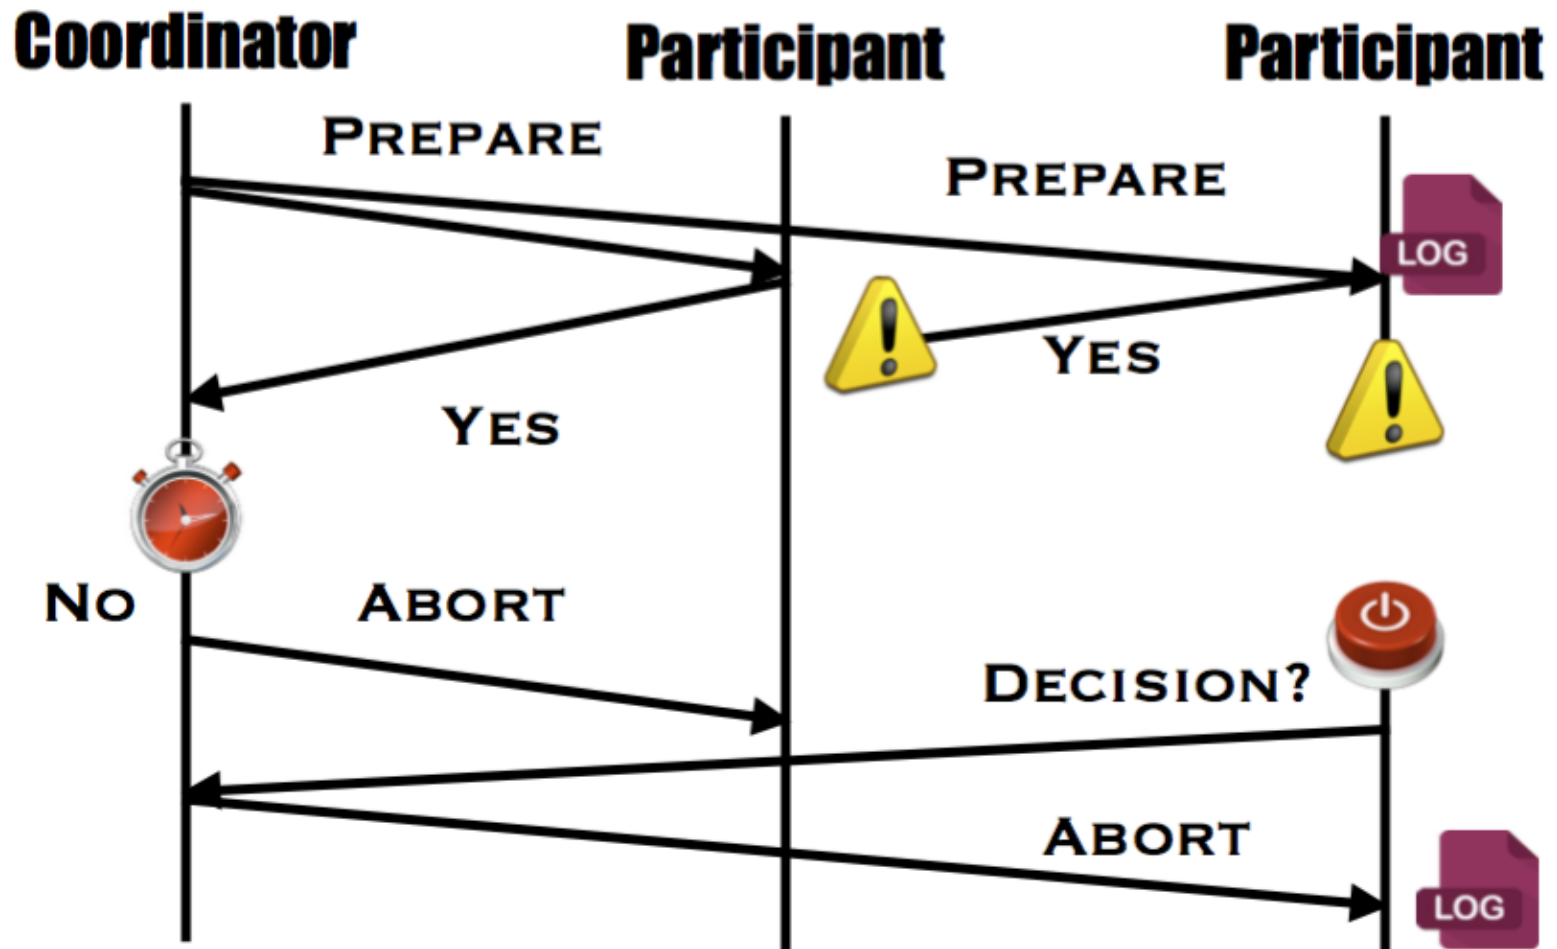 Coordinator
Participant
Participant
PREPARE
PREPARE
LOG
YES
YES
NO
ABORT
DECISION?
ABORT
LOG